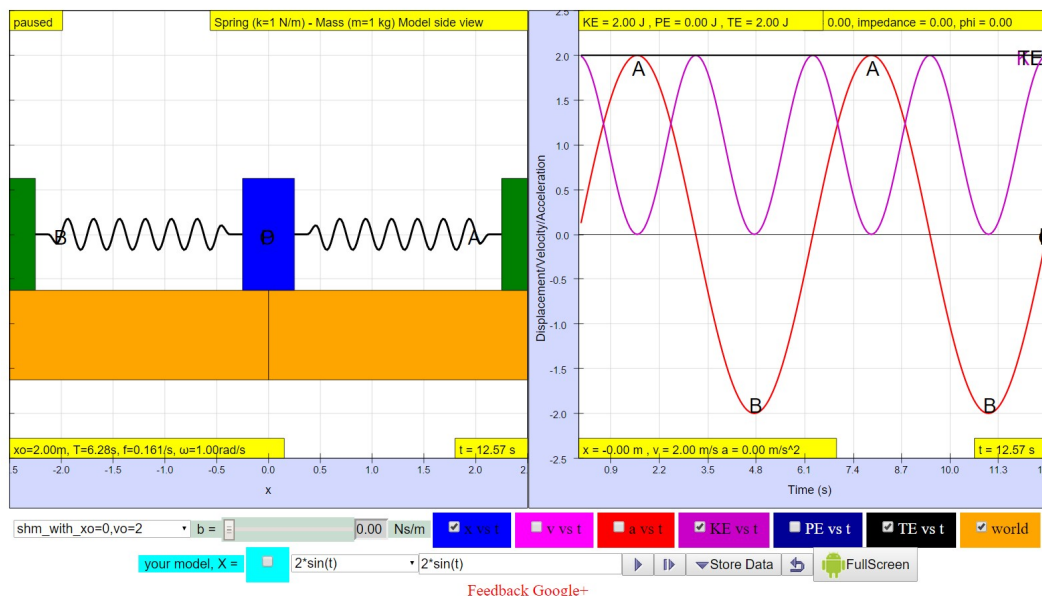 paused
Spring (k=1 N/m) - Mass (m=1 kg) Model side view
B
Θ
A
xo=2.00m, T=6.28s, f=0.161/s, ω=1.00rad/s
t = 12.57 s
.5 -2.0 -1.5 -1.0 -0.5 0.0 0.5 1.0 1.5 2.0 2.
x
KE = 2.00 J , PE = 0.00 J , TE = 2.00 J
0.00, impedance = 0.00, phi = 0.00
Displacement/Velocity/Acceleration
2.5
2.0
1.5
1.0
0.5
0.0
-0.5
-1.0
-1.5
-2.0
-2.5
A
A
TE
B
B
x = -0.00 m , v = 2.00 m/s a = 0.00 m/s^2
t = 12.57 s
0.9 2.2 3.5 4.8 6.1 7.4 8.7 10.0 11.3 12.
Time (s)
shm_with_xo=0,vo=2 b = 0.00 Ns/m x vs t v vs t a vs t KE vs t PE vs t TE vs t world
your model, X = 2*sin(t) 2*sin(t) Store Data FullScreen
Feedback Google+